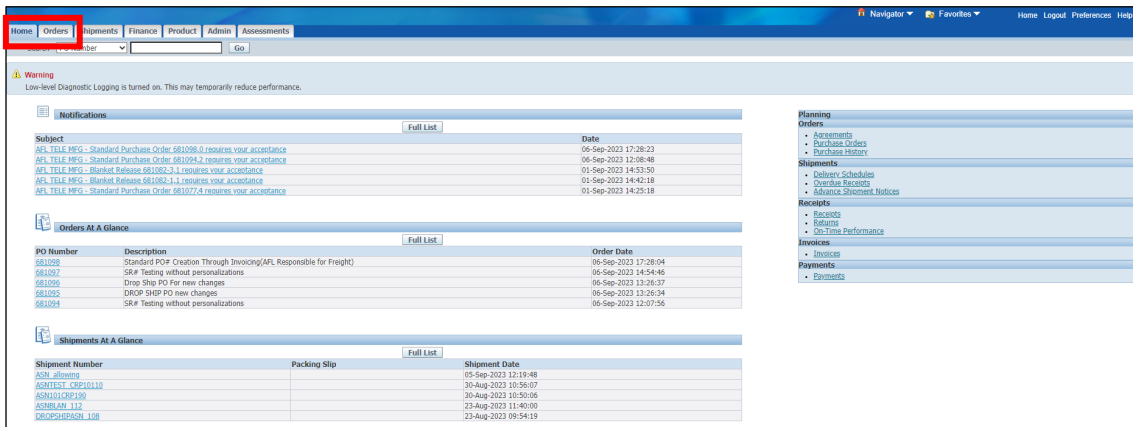 Navigator Favorites Home Logout Preferences Help
Home Orders Shipments Finance Product Admin Assessments
PO Number Go
Warning
Low-level Diagnostic Logging is turned on. This may temporarily reduce performance.
Notifications
Full List
Subject Date
AFL TELE MFG - Standard Purchase Order 681098,0 requires your acceptance 06-Sep-2023 17:28:23
AFL TELE MFG - Standard Purchase Order 681094,2 requires your acceptance 06-Sep-2023 12:08:48
AFL TELE MFG - Blanket Release 681082-3,1 requires your acceptance 01-Sep-2023 14:53:50
AFL TELE MFG - Blanket Release 681082-1,1 requires your acceptance 01-Sep-2023 14:42:18
AFL TELE MFG - Standard Purchase Order 681077,4 requires your acceptance 01-Sep-2023 14:25:18
Orders At A Glance
Full List
PO Number Description Order Date
681098 Standard PO# Creation Through Invoicing(AFL Responsible for Freight) 06-Sep-2023 17:28:04
681097 SR# Testing without personalizations 06-Sep-2023 14:54:46
681096 Drop Ship PO For new changes 06-Sep-2023 13:26:37
681095 DROP SHIP PO new changes 06-Sep-2023 13:26:34
681094 SR# Testing without personalizations 06-Sep-2023 12:07:56
Shipments At A Glance
Full List
Shipment Number Packing Slip Shipment Date
ASN_allowing 05-Sep-2023 12:19:48
ASNTEST_CRP10110 30-Aug-2023 10:56:07
ASN101CRP190 30-Aug-2023 10:50:06
ASNBLAN_112 23-Aug-2023 11:40:00
DROPSHIPASN_108 23-Aug-2023 09:54:19
Planning
Orders
Agreements
Purchase Orders
Purchase History
Shipments
Delivery Schedules
Overdue Receipts
Advance Shipment Notices
Receipts
Receipts
Returns
On-Time Performance
Invoices
Invoices
Payments
Payments